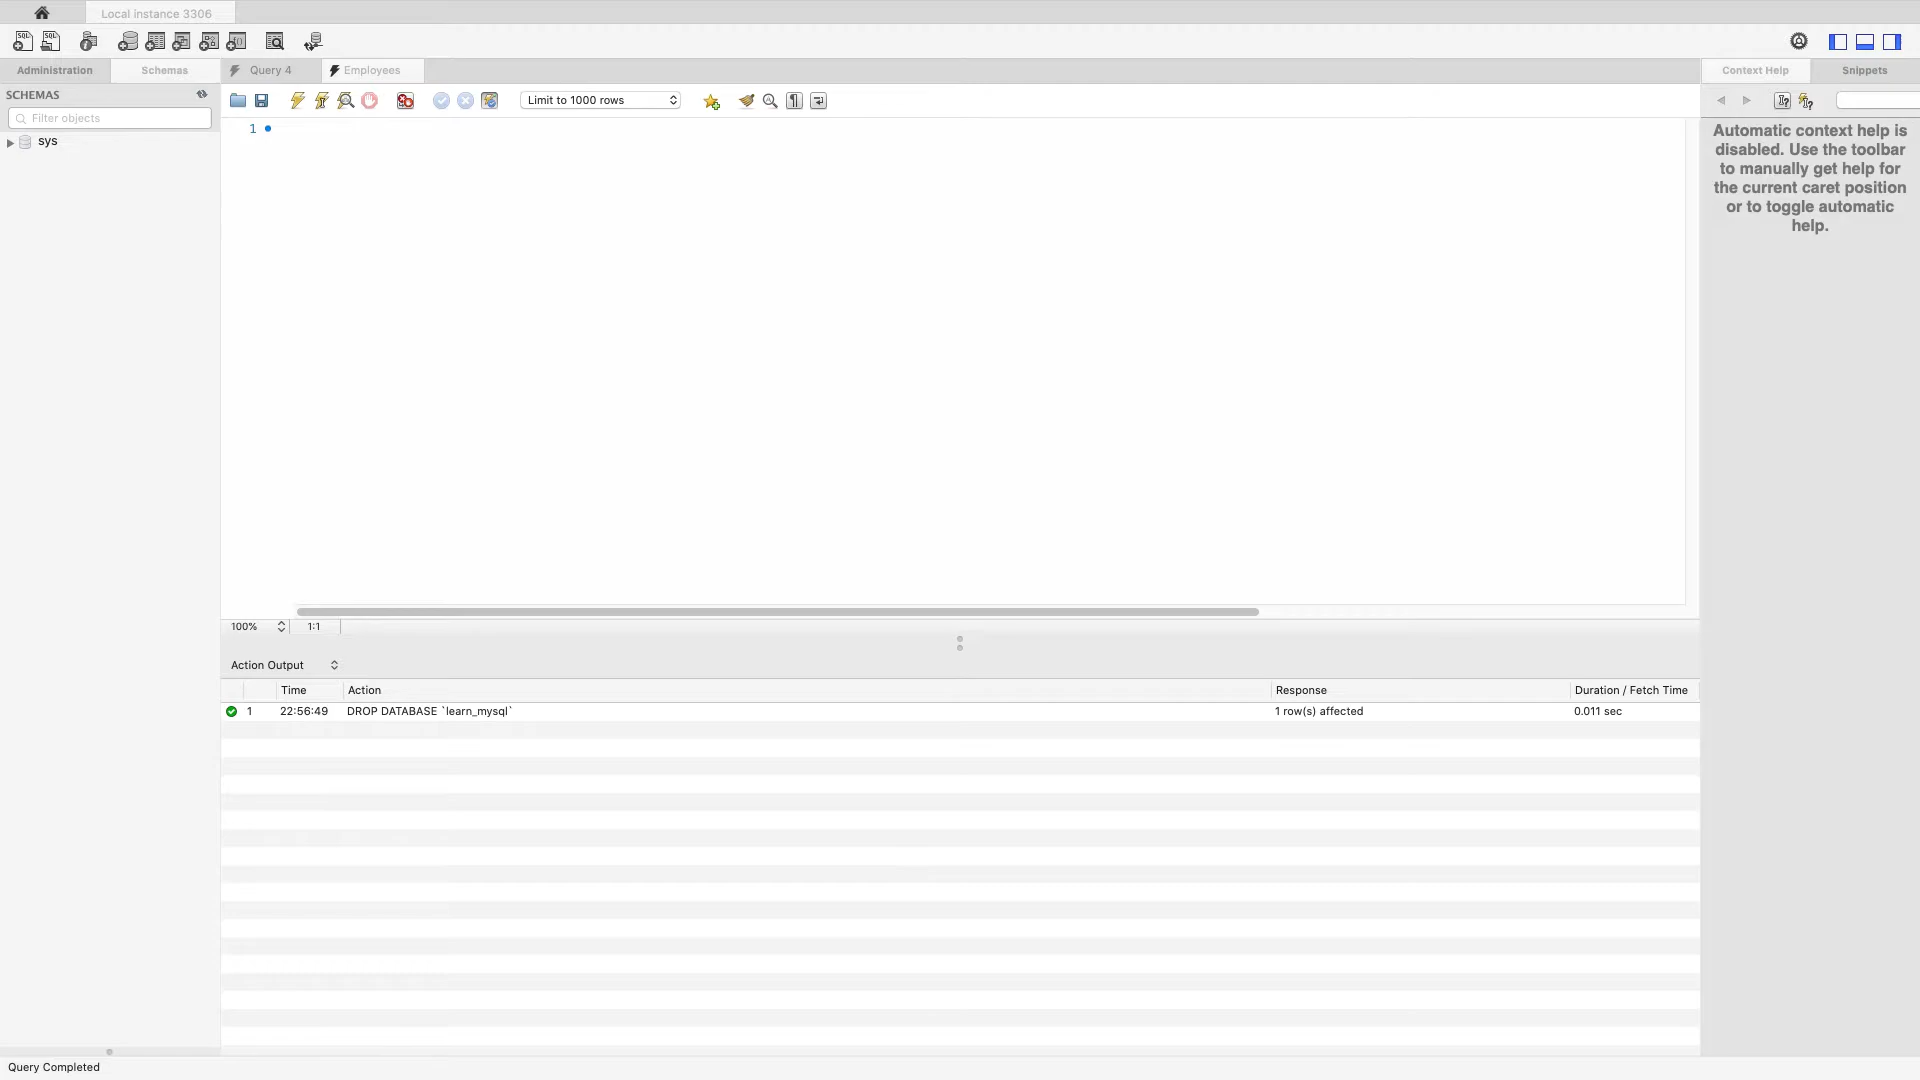 Local instance 3306
Administration
Schemas
Query 4
Employees
Context Help
Snippets
SCHEMAS
Limit to 1000 rows
Filter objects
sys
1
Automatic context help is
disabled. Use the toolbar
to manually get help for
the current caret position
or to toggle automatic
help.
100%
1:1
Action Output
Time
Action
Response
Duration / Fetch Time
1
22:56:49
DROP DATABASE `learn_mysql`
1 row(s) affected
0.011 sec
Query Completed